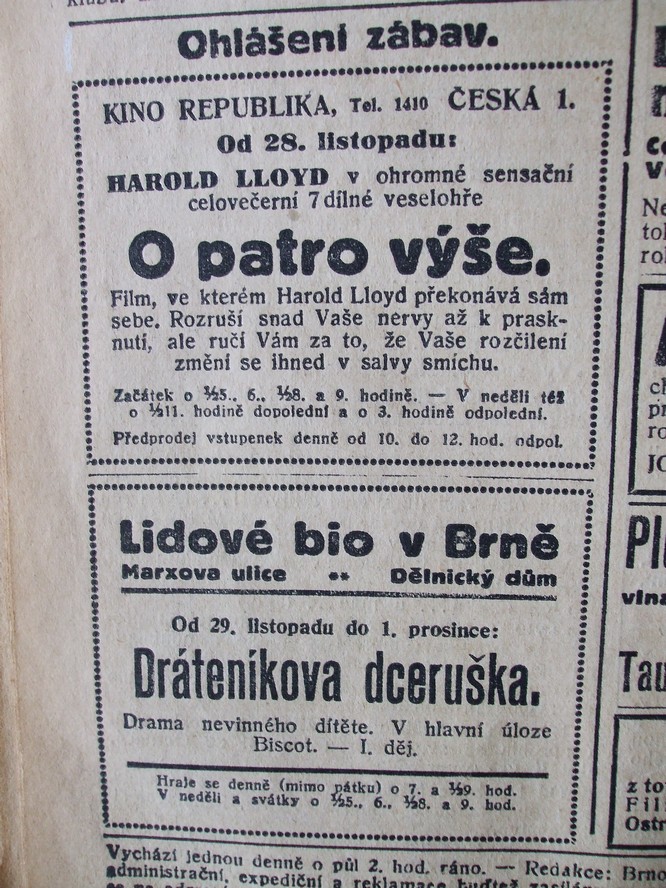 Ohlášení zábav.
KINO REPUBLIKA, Tel. 1410 ČESKÁ 1.
Od 28. listopadu:
HAROLD LLOYD v ohromné sensační
celovečerní 7 dílné veselohře
O patro výše.
Film, ve kterém Harold Lloyd překonává sám
sebe. Rozruší snad Vaše nervy až k prask-
nutí, ale ručí Vám za to, že Vaše rozčilení
změní se ihned v salvy smíchu.
Začátek o ½5., 6., ½8. a 9. hodině. — V neděli též
o ½11. hodině dopolední a o 3. hodině odpolední.
Předprodej vstupenek denně od 10. do 12. hod. odpol.
Lidové bio v Brně
Marxova ulice ** Dělnický dům
Od 29. listopadu do 1. prosince:
Dráteníkova dceruška.
Drama nevinného dítěte. V hlavní úloze
Biscot. — I. děj.
Hraje se denně (mimo pátku) o 7. a ½9. hod.
V neděli a svátky o ½5., 6., ½8. a 9. hod.
Vychází jednou denně o půl 2. hod. ráno. — Redakce: Brno
administrační, expediční a reklamace